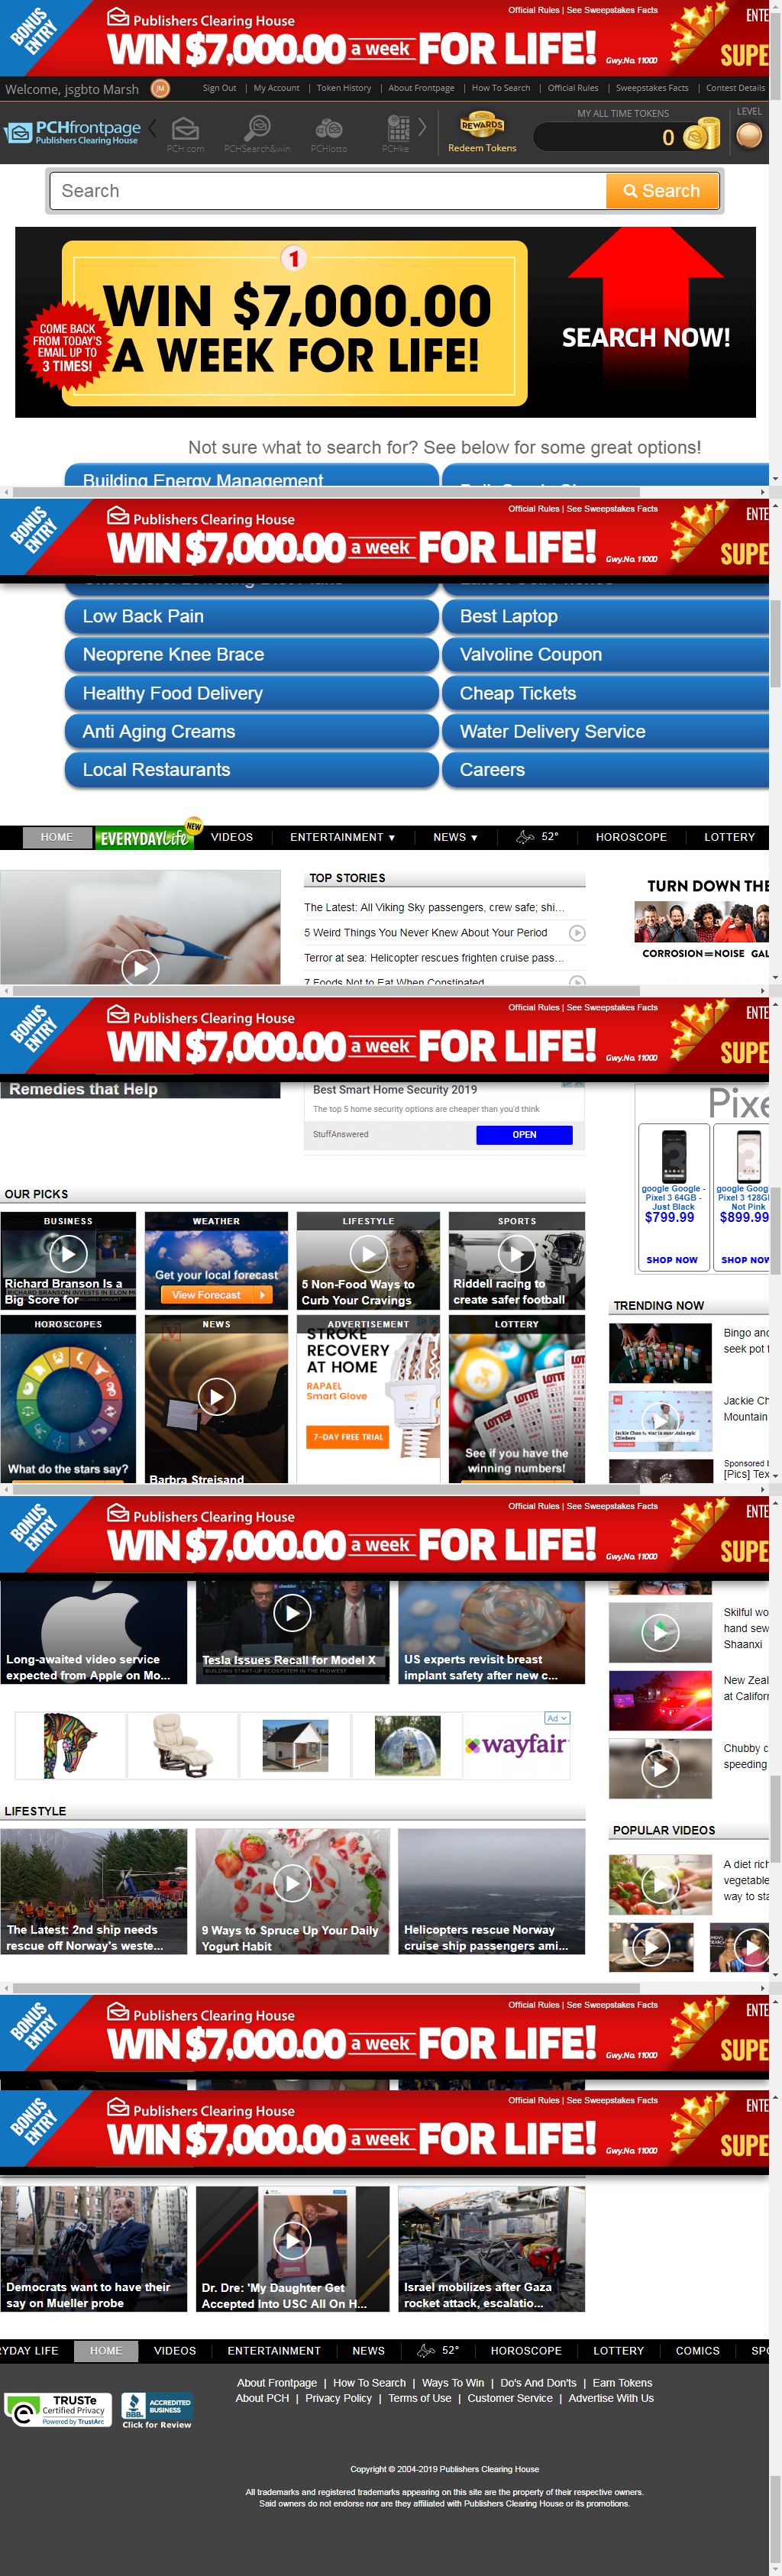 BONUS ENTRY
Official Rules | See Sweepstakes Facts
Publishers Clearing House
WIN $7,000.00 a week FOR LIFE!
Gwy.No. 11000
ENTE
SUPE
Welcome, jsgbto Marsh
JM
Sign Out | My Account | Token History | About Frontpage | How To Search | Official Rules | Sweepstakes Facts | Contest Details
PCHfrontpage
Publishers Clearing House
PCH.com
PCHSearch&win
PCHlotto
PCHke
REWARDS
Redeem Tokens
MY ALL TIME TOKENS
0
LEVEL
Search
Search
1
WIN $7,000.00
A WEEK FOR LIFE!
COME BACK
FROM TODAY'S
EMAIL UP TO
3 TIMES!
SEARCH NOW!
Not sure what to search for? See below for some great options!
Building Energy Management
BONUS ENTRY
Official Rules | See Sweepstakes Facts
Publishers Clearing House
WIN $7,000.00 a week FOR LIFE!
Gwy.No. 11000
ENTE
SUPE
Low Back Pain
Best Laptop
Neoprene Knee Brace
Valvoline Coupon
Healthy Food Delivery
Cheap Tickets
Anti Aging Creams
Water Delivery Service
Local Restaurants
Careers
HOME
EVERYDAY Life
NEW
VIDEOS
ENTERTAINMENT ▼
NEWS ▼
52°
HOROSCOPE
LOTTERY
TOP STORIES
The Latest: All Viking Sky passengers, crew safe; shi...
5 Weird Things You Never Knew About Your Period
Terror at sea: Helicopter rescues frighten cruise pass...
7 Foods Not to Eat When Constipated
TURN DOWN THE
CORROSION=NOISE GAL
BONUS ENTRY
Official Rules | See Sweepstakes Facts
Publishers Clearing House
WIN $7,000.00 a week FOR LIFE!
Gwy.No. 11000
ENTE
SUPE
Remedies that Help
Best Smart Home Security 2019
The top 5 home security options are cheaper than you'd think
StuffAnswered
OPEN
Pixe
google Google -
Pixel 3 64GB -
Just Black
$799.99
SHOP NOW
google Goog
Pixel 3 128G
Not Pink
$899.99
SHOP NOW
OUR PICKS
BUSINESS
Richard Branson Is a
Big Score for
WEATHER
Get your local forecast
View Forecast
LIFESTYLE
5 Non-Food Ways to
Curb Your Cravings
SPORTS
Riddell racing to
create safer football
HOROSCOPES
What do the stars say?
NEWS
Barbra Streisand
ADVERTISEMENT
STROKE
RECOVERY
AT HOME
RAPAEL
Smart Glove
7-DAY FREE TRIAL
LOTTERY
See if you have the
winning numbers!
TRENDING NOW
Bingo and
seek pot f
Jackie Ch
Mountain
Sponsored b
[Pics] Tex
BONUS ENTRY
Official Rules | See Sweepstakes Facts
Publishers Clearing House
WIN $7,000.00 a week FOR LIFE!
Gwy.No. 11000
ENTE
SUPE
Long-awaited video service
expected from Apple on Mo...
Tesla Issues Recall for Model X
BUILDING START-UP ECOSYSTEM IN THE MIDWEST
US experts revisit breast
implant safety after new c...
Skilful wo
hand sew
Shaanxi
New Zeal
at Califor
Chubby c
speeding
Ad
wayfair
LIFESTYLE
The Latest: 2nd ship needs
rescue off Norway's weste...
9 Ways to Spruce Up Your Daily
Yogurt Habit
Helicopters rescue Norway
cruise ship passengers ami...
POPULAR VIDEOS
A diet rich
vegetable
way to sta
BONUS ENTRY
Official Rules | See Sweepstakes Facts
Publishers Clearing House
WIN $7,000.00 a week FOR LIFE!
Gwy.No. 11000
ENTE
SUPE
BONUS ENTRY
Official Rules | See Sweepstakes Facts
Publishers Clearing House
WIN $7,000.00 a week FOR LIFE!
Gwy.No. 11000
ENTE
SUPE
Democrats want to have their
say on Mueller probe
Dr. Dre: 'My Daughter Get
Accepted Into USC All On H...
Israel mobilizes after Gaza
rocket attack, escalatio...
RYDAY LIFE
HOME
VIDEOS
ENTERTAINMENT
NEWS
52°
HOROSCOPE
LOTTERY
COMICS
SPO
TRUSTe
Certified Privacy
Powered by TrustArc
BBB.
ACCREDITED
BUSINESS
Click for Review
About Frontpage | How To Search | Ways To Win | Do's And Don'ts | Earn Tokens
About PCH | Privacy Policy | Terms of Use | Customer Service | Advertise With Us
Copyright © 2004-2019 Publishers Clearing House
All trademarks and registered trademarks appearing on this site are the property of their respective owners.
Said owners do not endorse nor are they affiliated with Publishers Clearing House or its promotions.